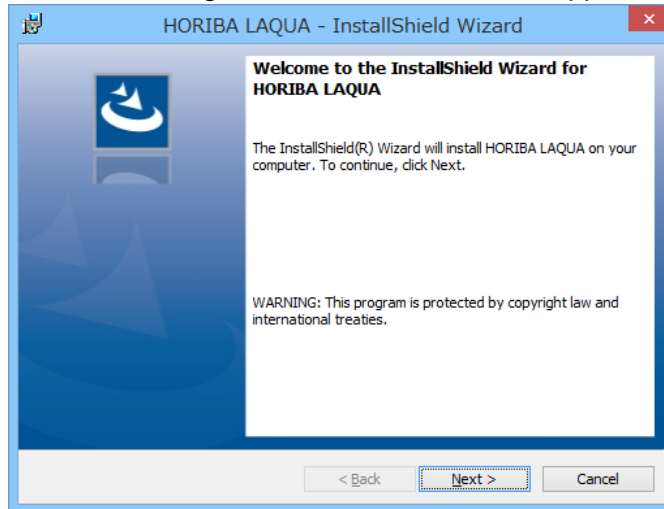 HORIBA LAQUA - InstallShield Wizard
Welcome to the InstallShield Wizard for
HORIBA LAQUA
The InstallShield(R) Wizard will install HORIBA LAQUA on your
computer. To continue, click Next.
WARNING: This program is protected by copyright law and
international treaties.
< Back Next > Cancel